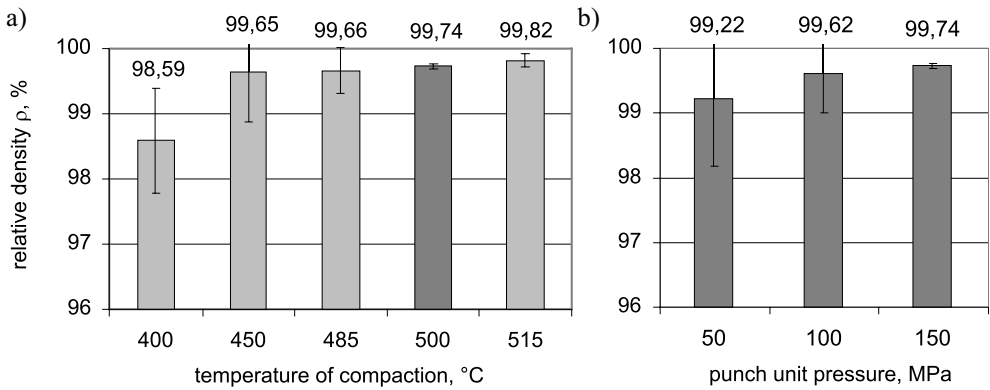 a)
99,65 99,66 99,74 99,82
100
98,59
99
98
97
96
relative density ρ, %
400 450 485 500 515
temperature of compaction, °C
b)
99,22 99,62 99,74
100
99
98
97
96
50 100 150
punch unit pressure, MPa